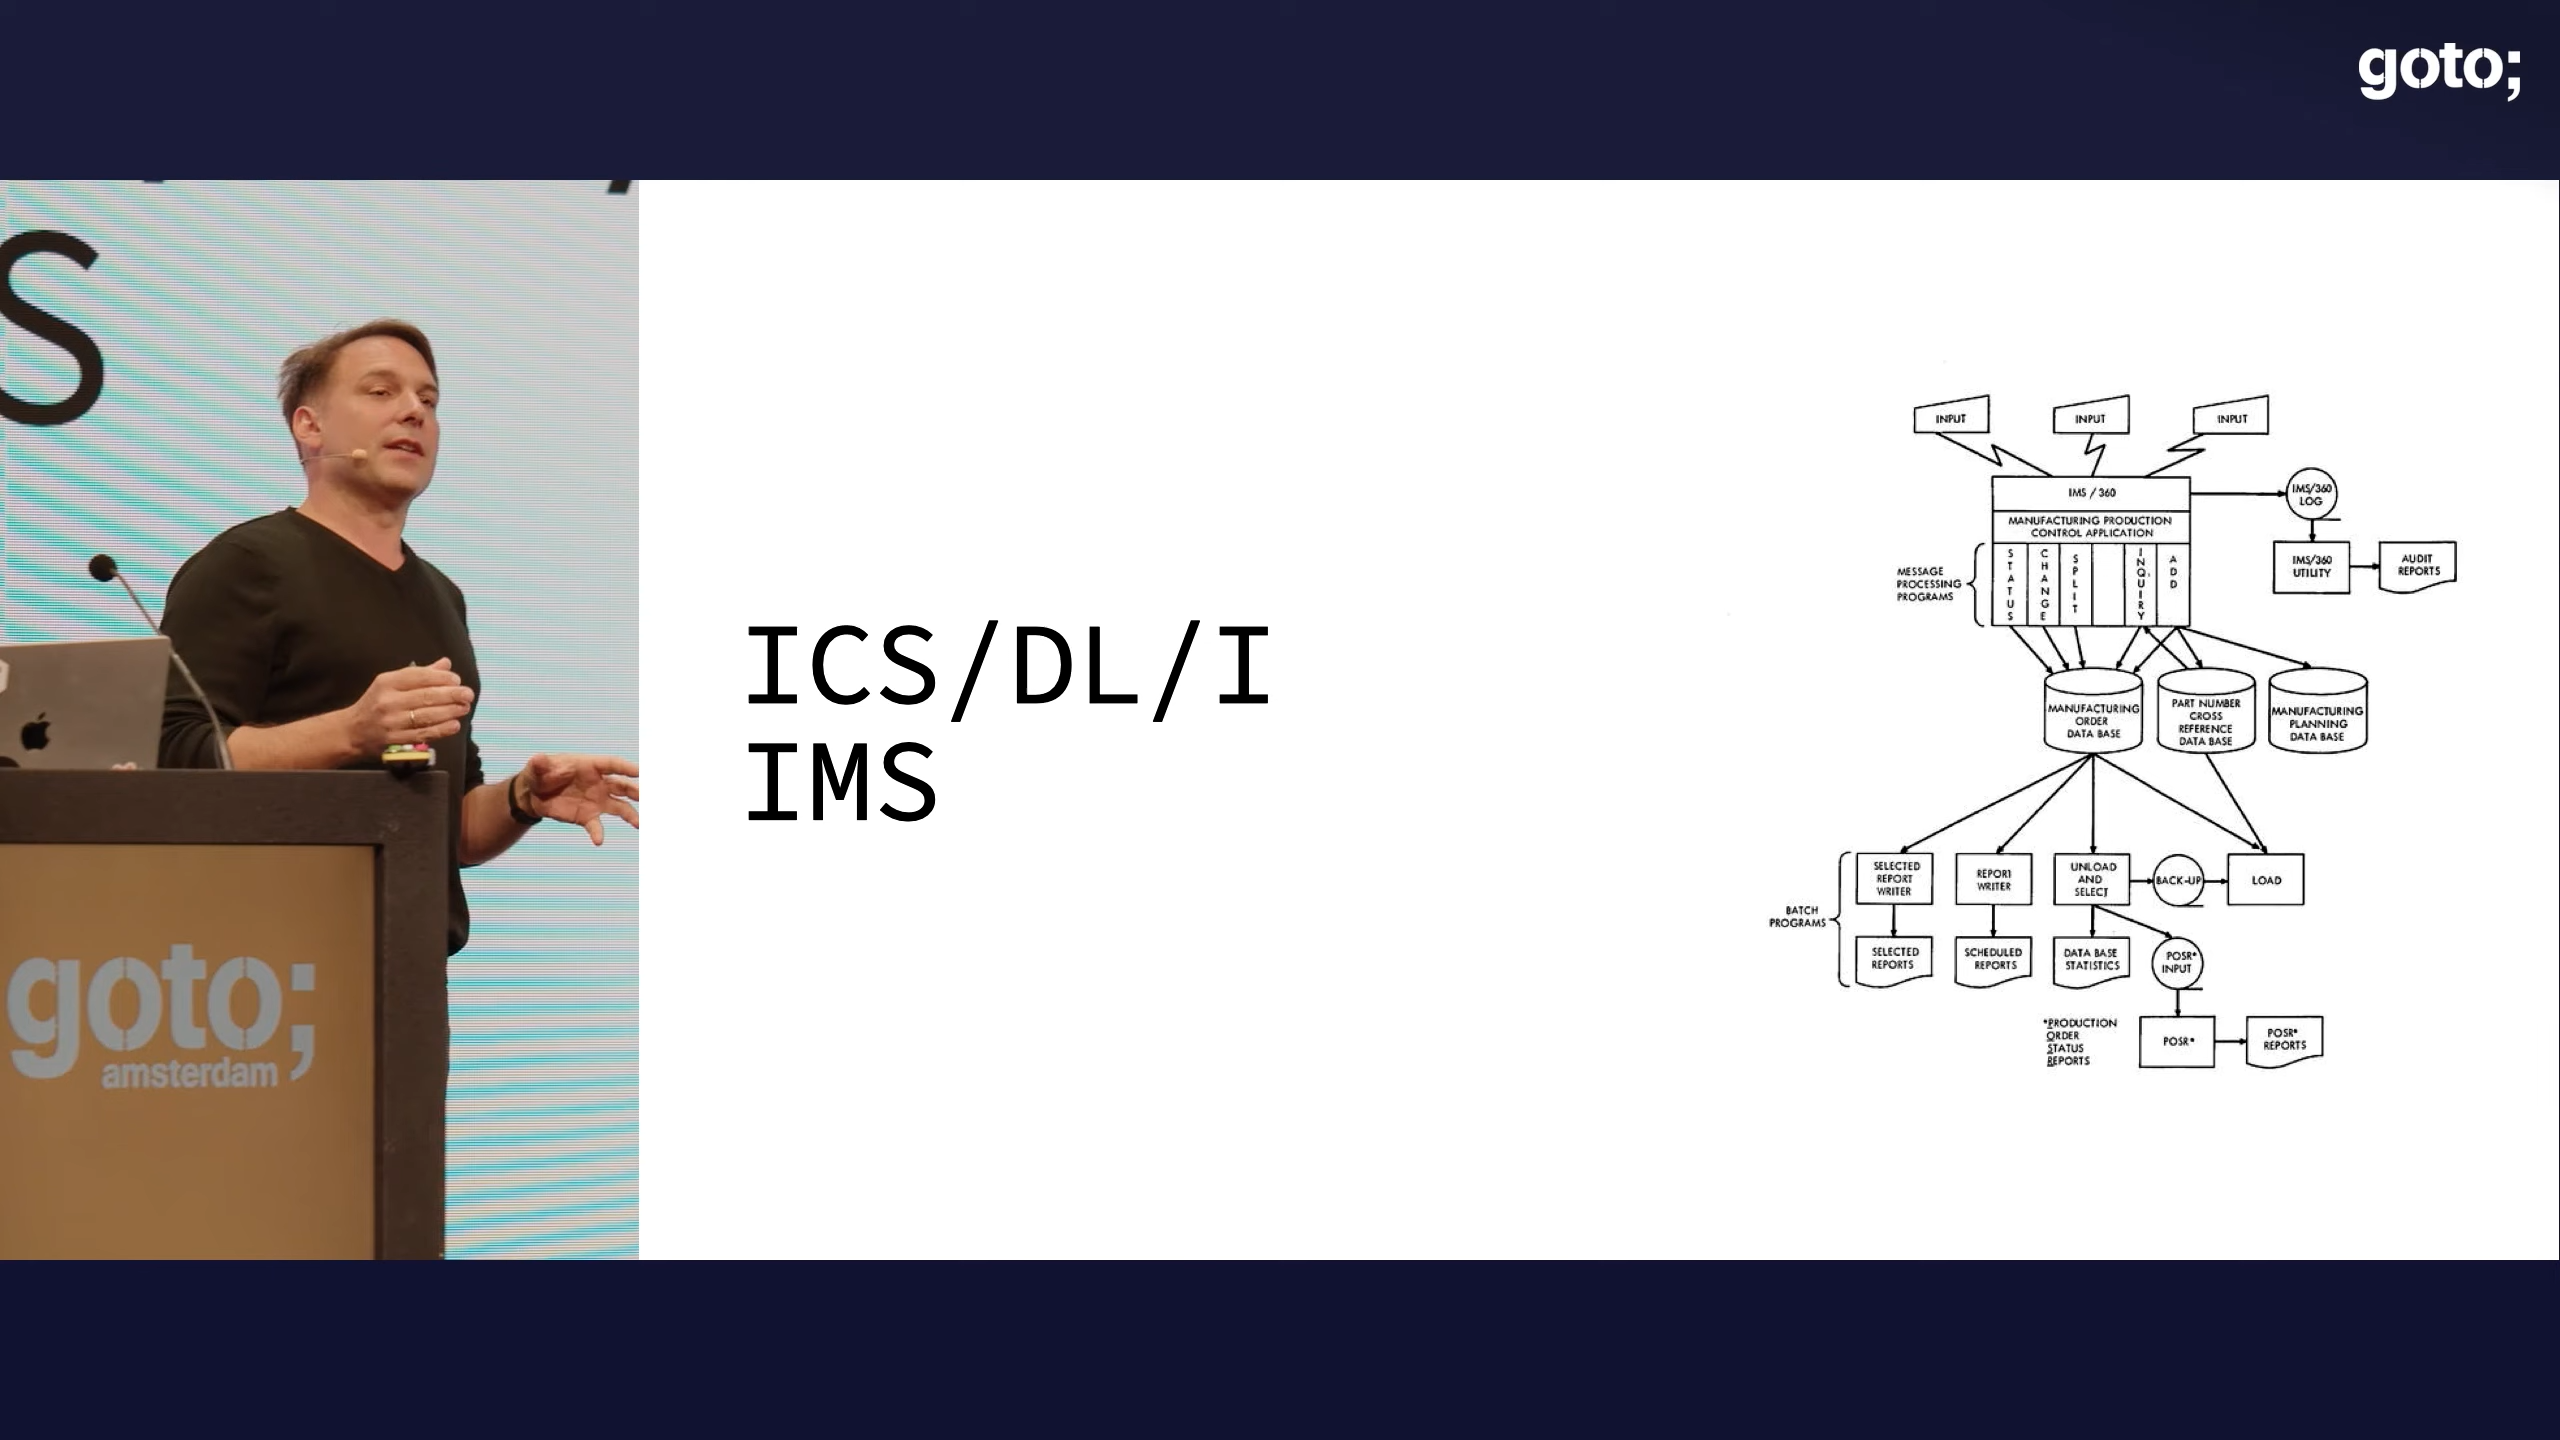 goto;
S
goto;
amsterdam
ICS/DL/I
IMS
INPUT
INPUT
INPUT
IMS / 360
IMS/360
LOG
MANUFACTURING PRODUCTION
CONTROL APPLICATION
MESSAGE
PROCESSING
PROGRAMS
STATUS
CHANGE
SPLIT
INQUIRY
ADD
IMS/360
UTILITY
AUDIT
REPORTS
MANUFACTURING
ORDER
DATA BASE
PART NUMBER
CROSS
REFERENCE
DATA BASE
MANUFACTURING
PLANNING
DATA BASE
BATCH
PROGRAMS
SELECTED
REPORT
WRITER
REPORT
WRITER
UNLOAD
AND
SELECT
BACK-UP
LOAD
SELECTED
REPORTS
SCHEDULED
REPORTS
DATA BASE
STATISTICS
POSR*
INPUT
*PRODUCTION
ORDER
STATUS
REPORTS
POSR*
POSR*
REPORTS